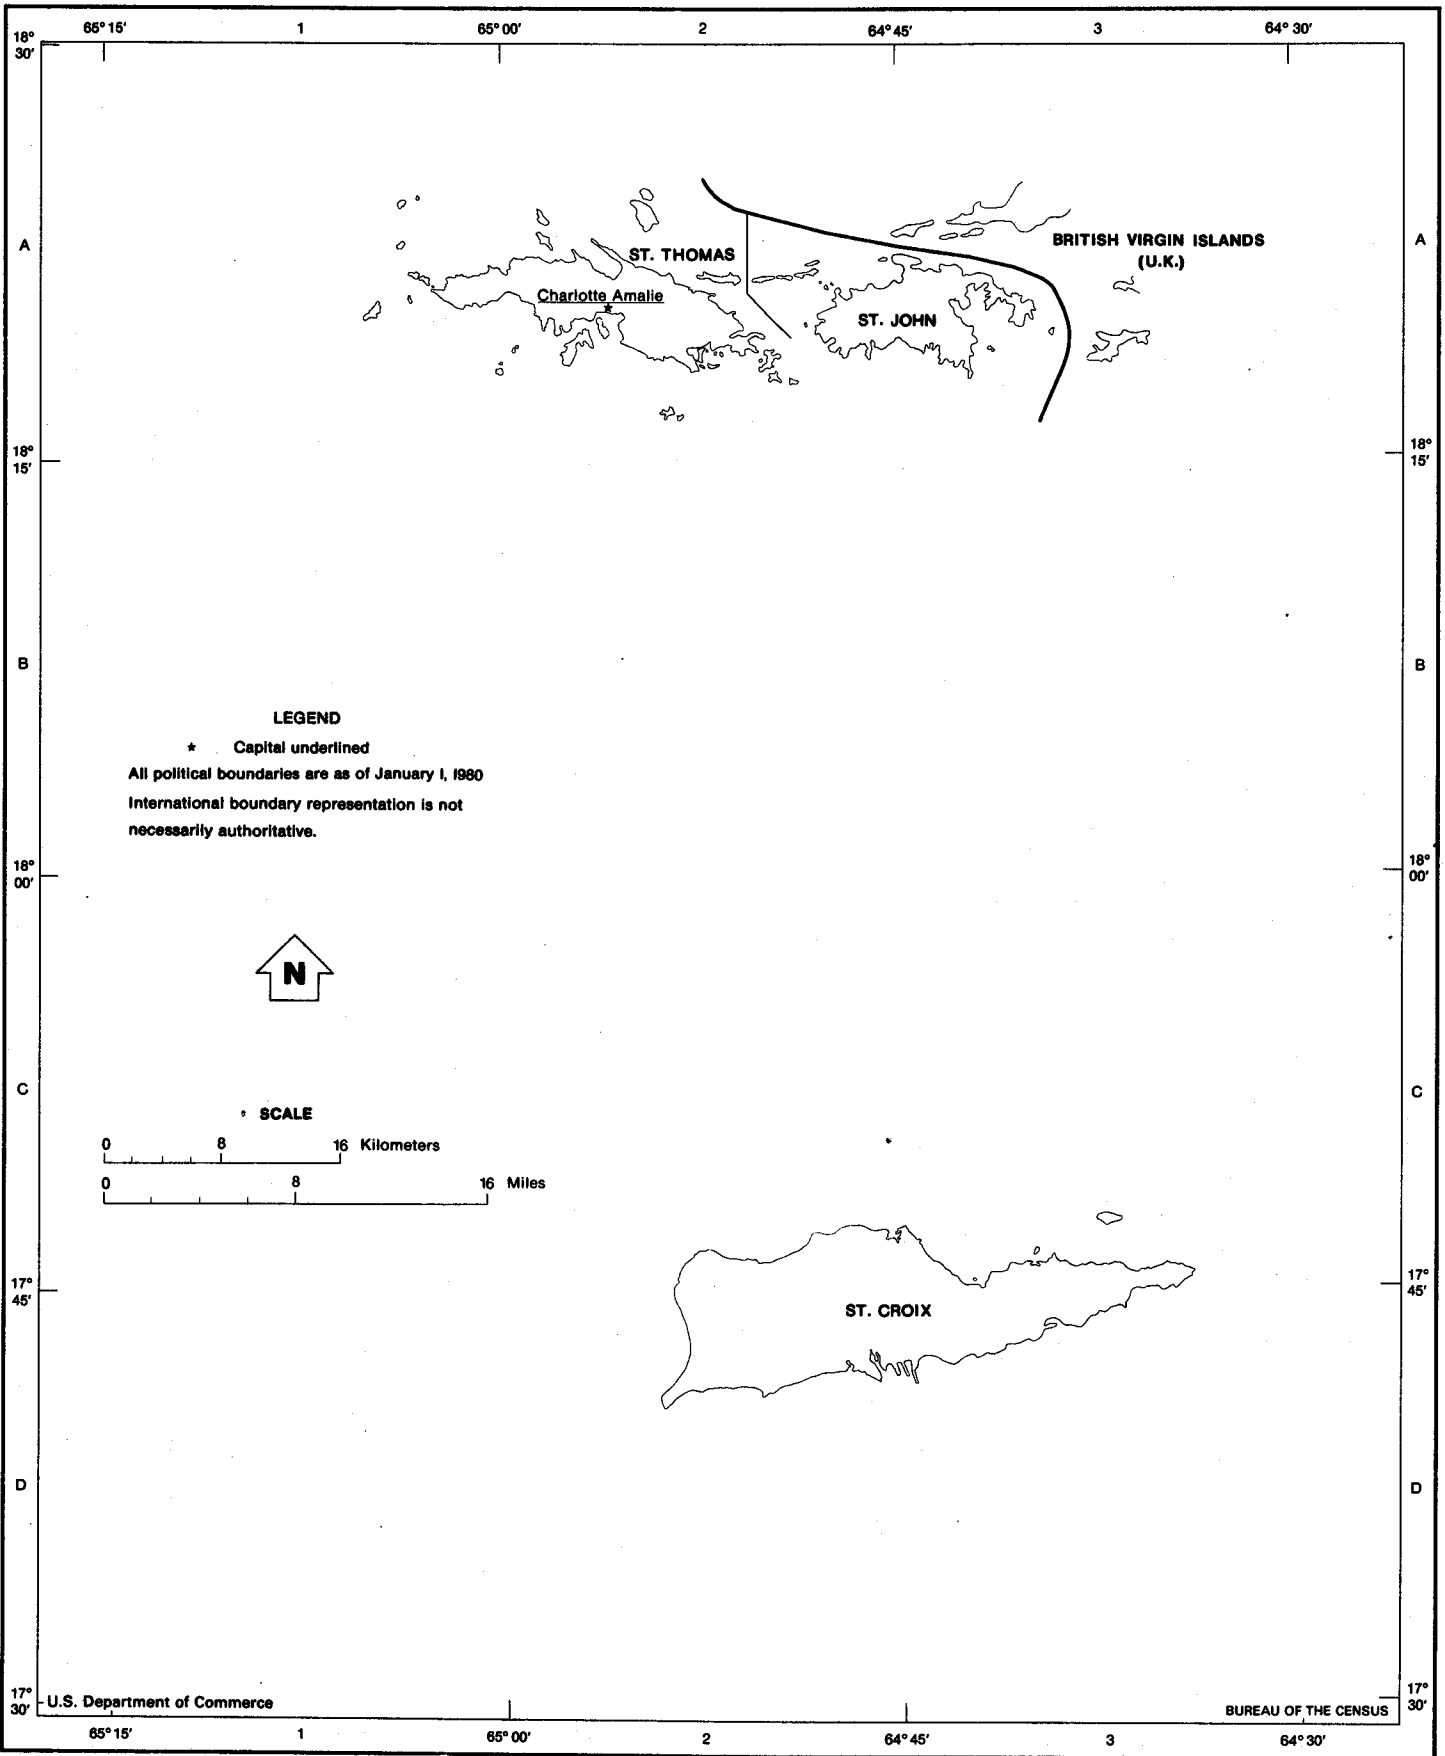 65° 15'
1
65° 00'
2
64° 45'
3
64° 30'
18°
30'
A
A
ST. THOMAS
BRITISH VIRGIN ISLANDS
(U.K.)
Charlotte Amalie
ST. JOHN
18°
15'
18°
15'
B
B
LEGEND
★ Capital underlined
All political boundaries are as of January 1, 1980
International boundary representation is not
necessarily authoritative.
18°
00'
18°
00'
N
C
C
SCALE
0 8 16 Kilometers
0 8 16 Miles
17°
45'
17°
45'
ST. CROIX
D
D
17°
30'
17°
30'
U.S. Department of Commerce
BUREAU OF THE CENSUS
65° 15'
1
65° 00'
2
64° 45'
3
64° 30'